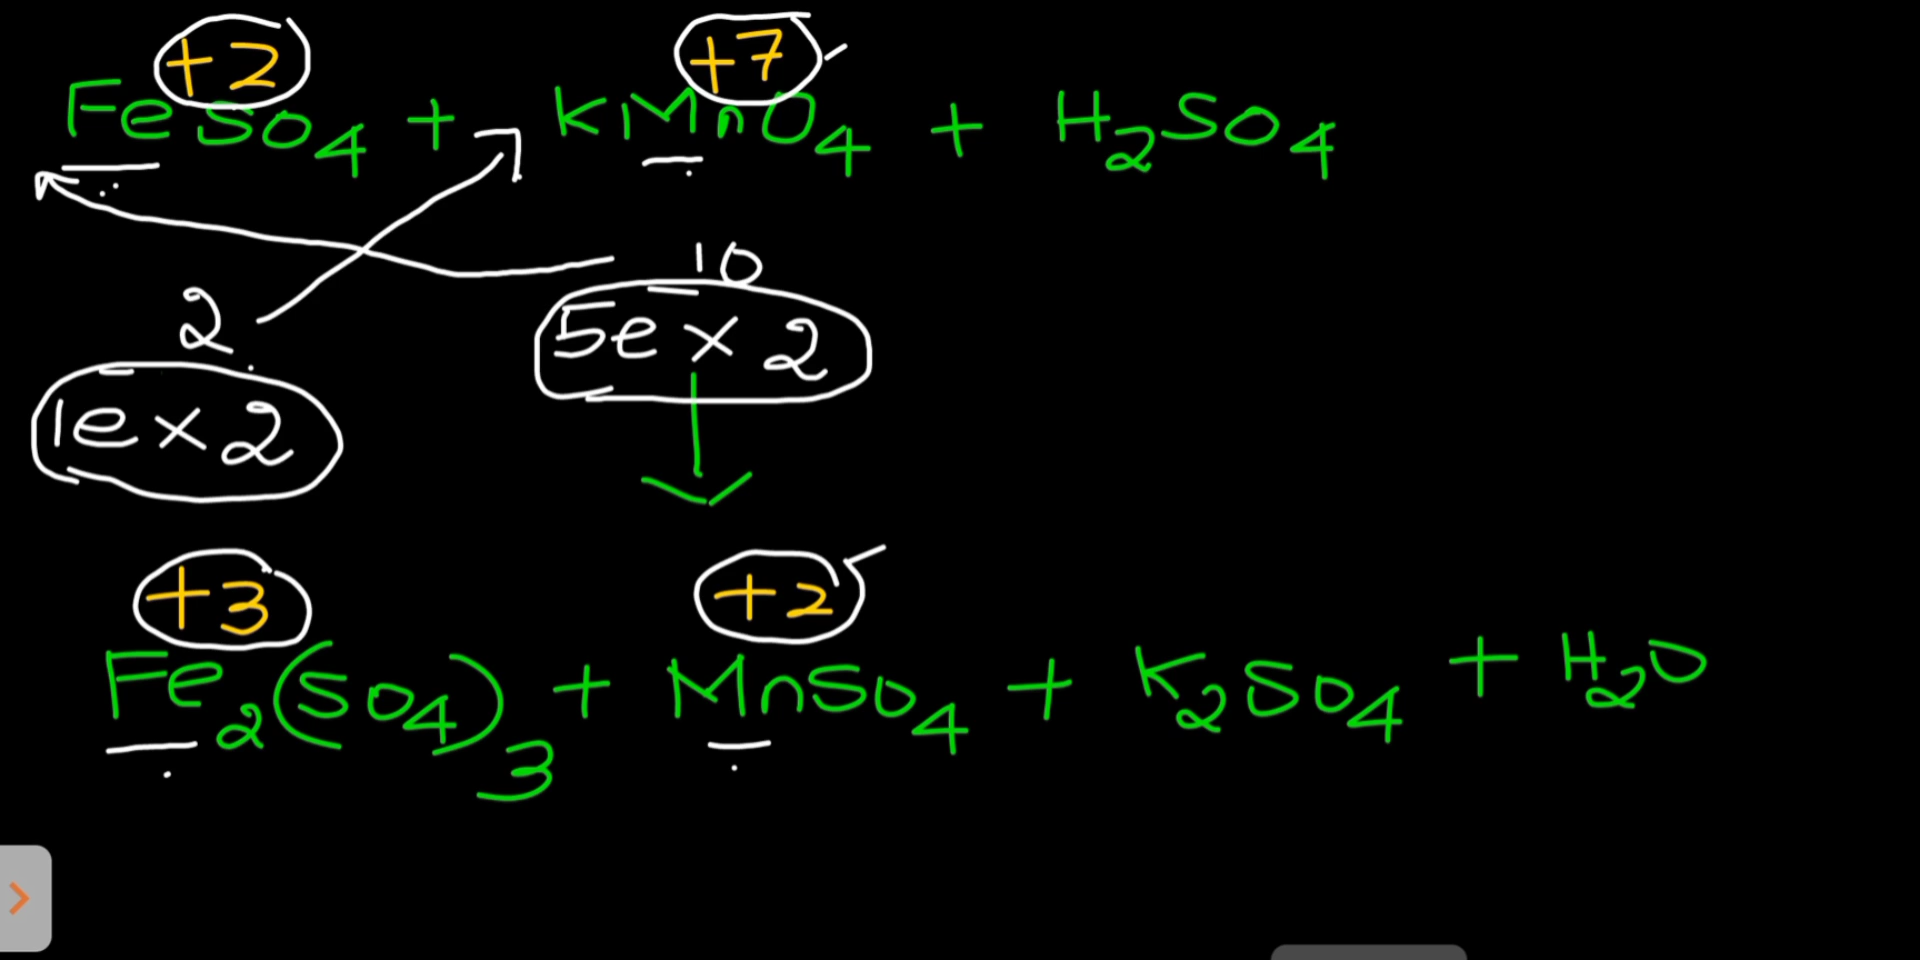 +2 +7
FeSO4 + KMnO4 + H2SO4
2 10
1e×2 5e×2
+3 +2
Fe2(SO4)3 + MnSO4 + K2SO4 + H2O